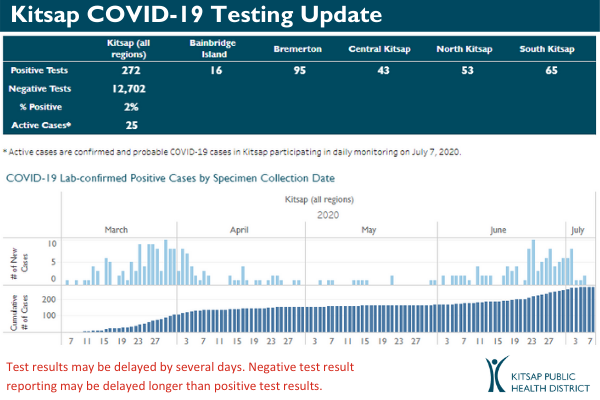 Kitsap COVID-19 Testing Update
Kitsap (all regions) Bainbridge Island Bremerton Central Kitsap North Kitsap South Kitsap
Positive Tests 272 16 95 43 53 65
Negative Tests 12,702
% Positive 2%
Active Cases* 25
* Active cases are confirmed and probable COVID-19 cases in Kitsap participating in daily monitoring on July 7, 2020.
COVID-19 Lab-confirmed Positive Cases by Specimen Collection Date
Kitsap (all regions)
2020
March April May June July
# of New Cases
10
5
0
Cumulative # of Cases
200
100
7 11 15 19 23 27 3 7 11 15 19 23 27 3 7 11 15 19 23 27 3 7 11 15 19 23 27 3 7
Test results may be delayed by several days. Negative test result
reporting may be delayed longer than positive test results.
KITSAP PUBLIC
HEALTH DISTRICT